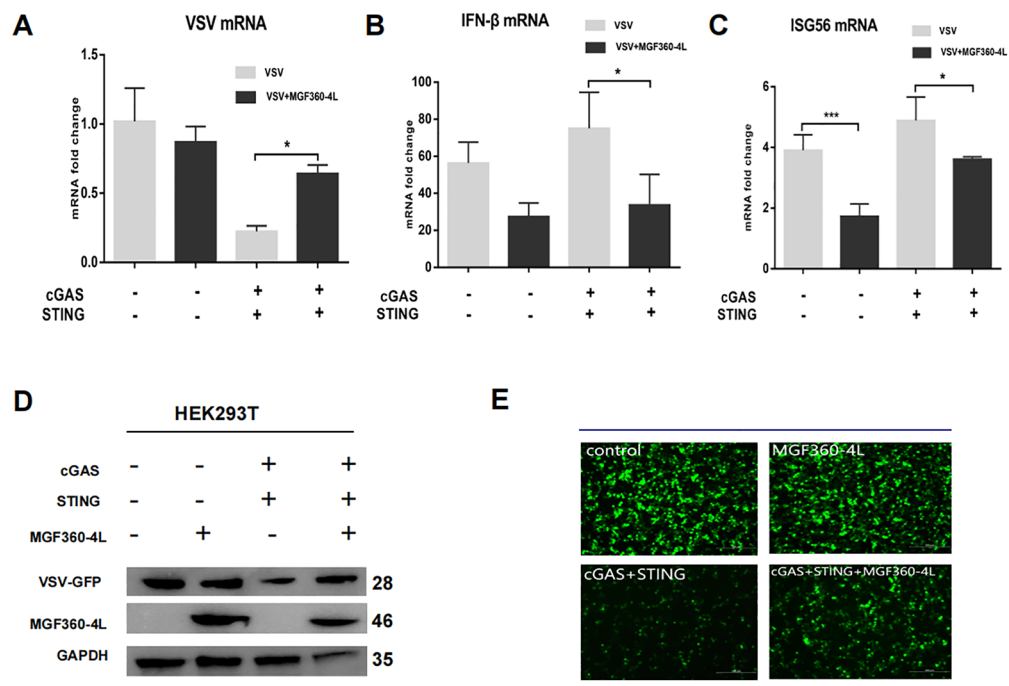 A
VSV mRNA
mRNA fold change
1.5
1.0
0.5
0.0
VSV
VSV+MGF360-4L
*
cGAS - - + +
STING - - + +
B
IFN-β mRNA
mRNA fold change
100
80
60
40
20
0
VSV
VSV+MGF360-4L
*
cGAS - - + +
STING - - + +
C
ISG56 mRNA
mRNA fold change
6
4
2
0
VSV
VSV+MGF360-4L
***
*
cGAS - - + +
STING - - + +
D
HEK293T
cGAS - - + +
STING - - + +
MGF360-4L - + - +
VSV-GFP 28
MGF360-4L 46
GAPDH 35
E
control
MGF360-4L
cGAS+STING
cGAS+STING+MGF360-4L